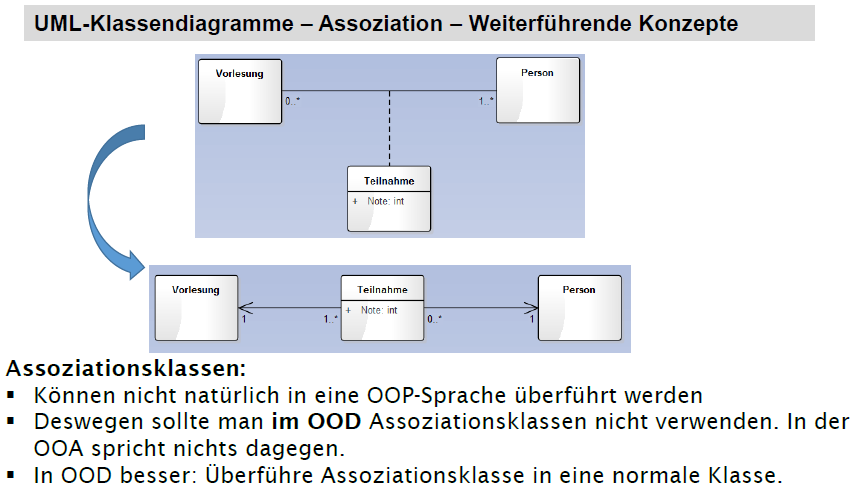 UML-Klassendiagramme – Assoziation – Weiterführende Konzepte
Vorlesung
Person
0..*
1..*
Teilnahme
+ Note: int
Vorlesung
Teilnahme
Person
+ Note: int
1
1..*
0..*
1
Assoziationsklassen:
▪ Können nicht natürlich in eine OOP-Sprache überführt werden
▪ Deswegen sollte man im OOD Assoziationsklassen nicht verwenden. In der
OOA spricht nichts dagegen.
▪ In OOD besser: Überführe Assoziationsklasse in eine normale Klasse.